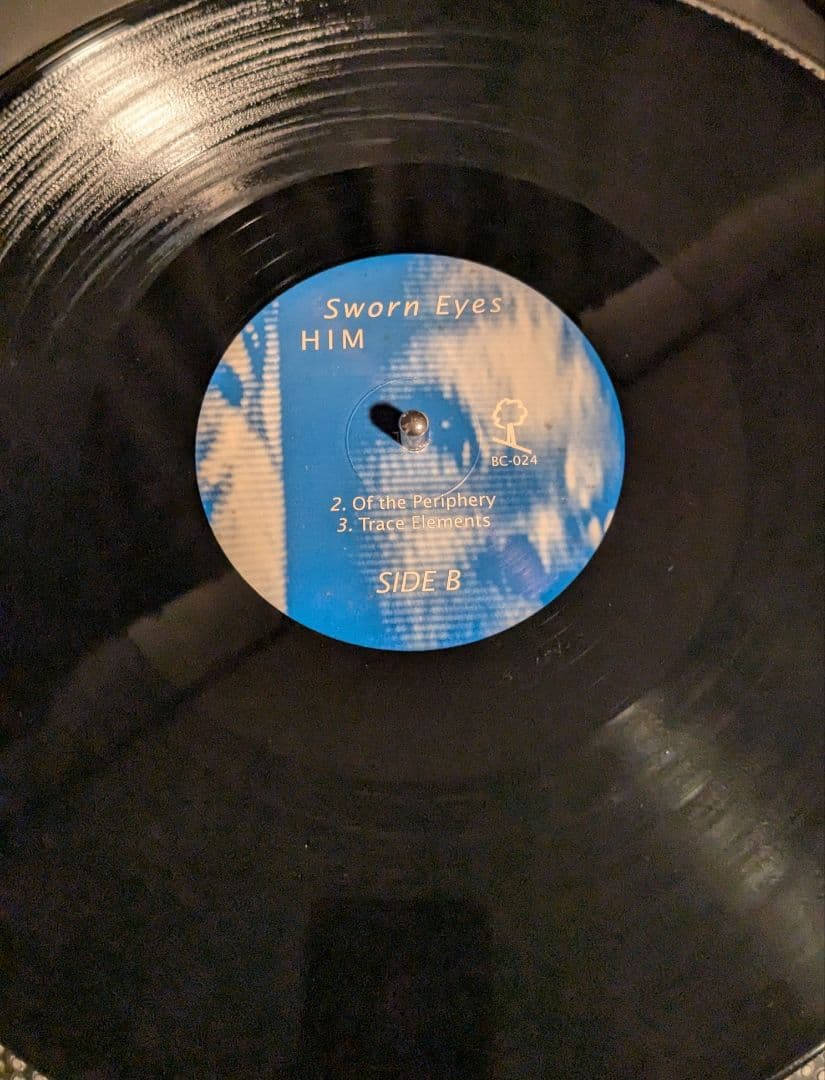 Sworn Eyes
HIM
BC-024
2. Of the Periphery
3. Trace Elements
SIDE B